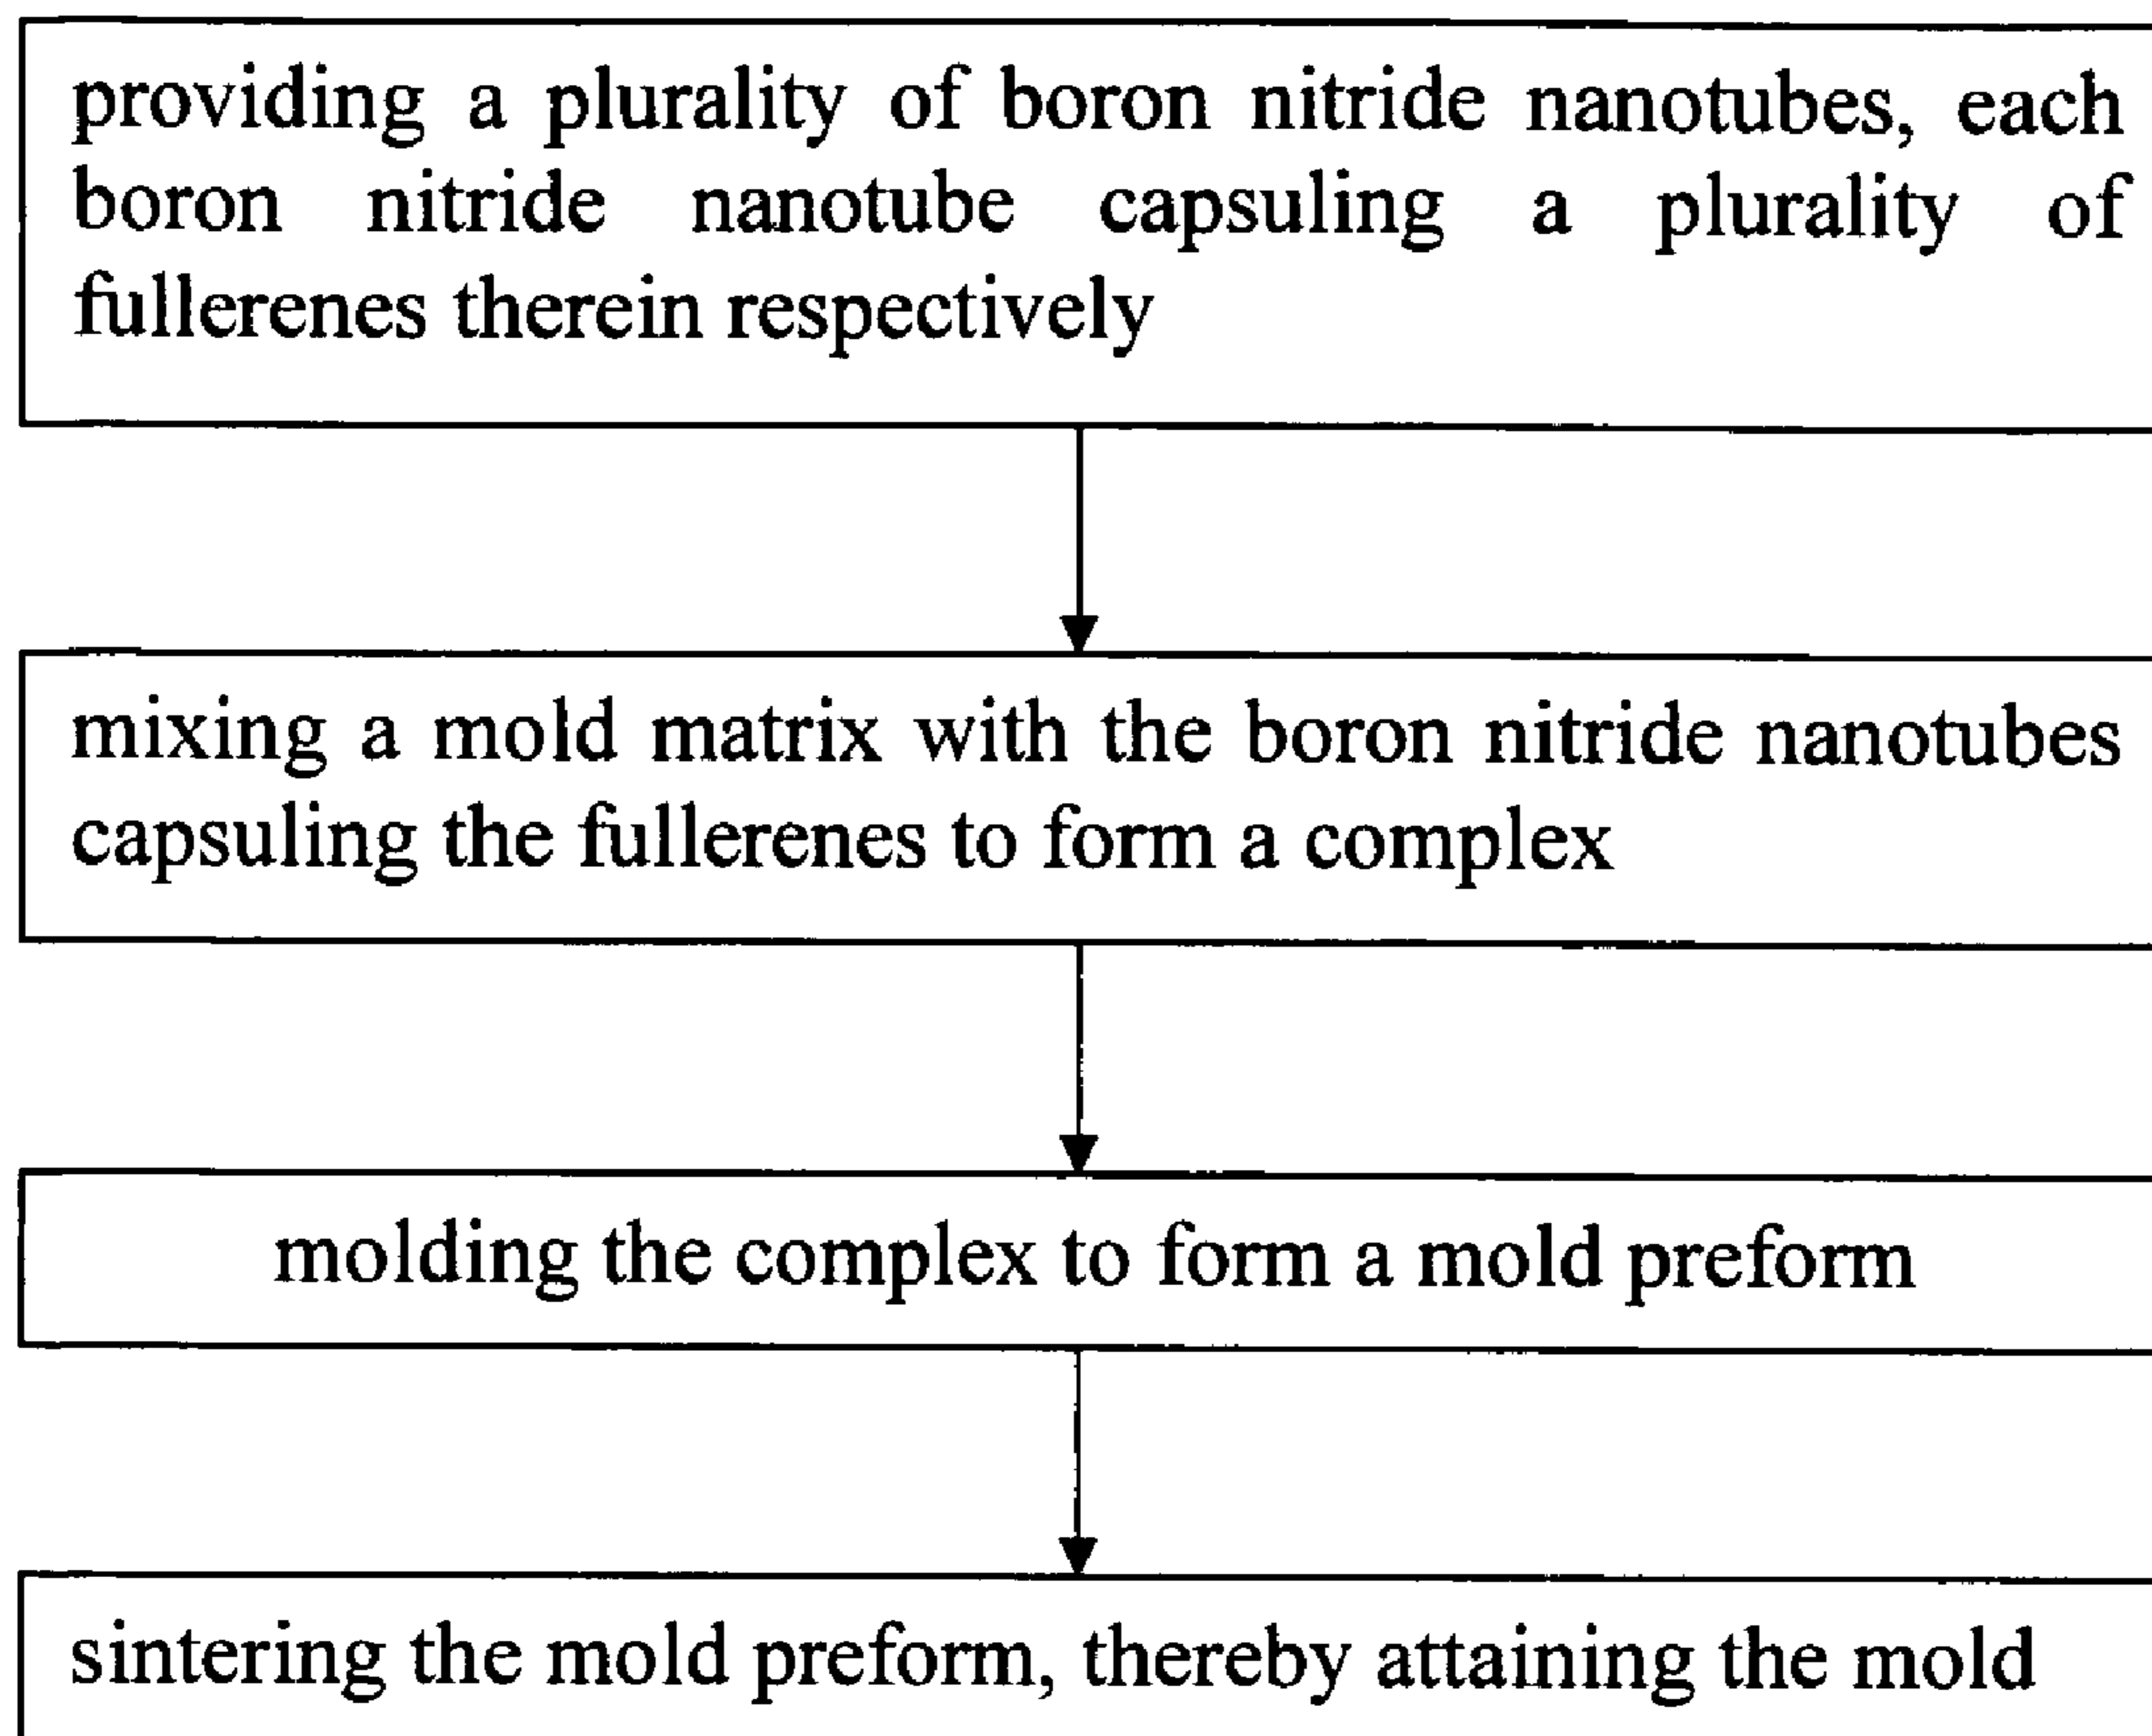 providing a plurality of boron nitride nanotubes, each
boron nitride nanotube capsuling a plurality of
fullerenes therein respectively
mixing a mold matrix with the boron nitride nanotubes
capsuling the fullerenes to form a complex
molding the complex to form a mold preform
sintering the mold preform, thereby attaining the mold